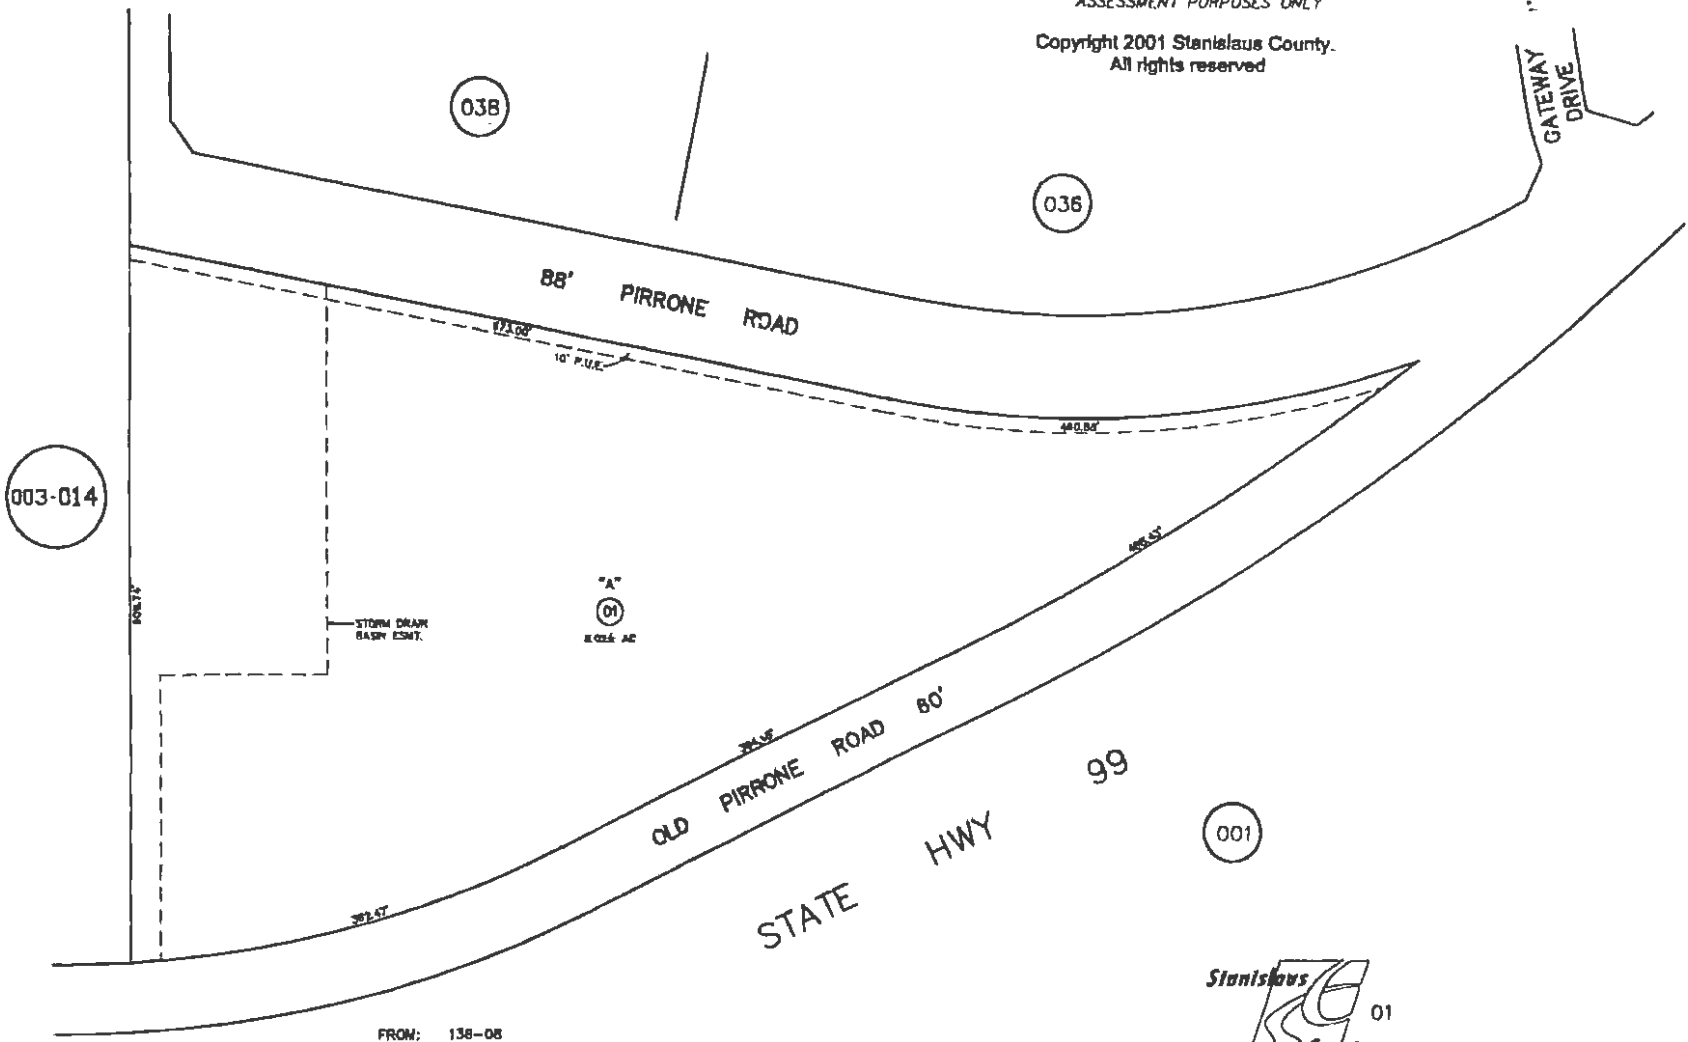 ASSESSMENT PURPOSES ONLY
Copyright 2001 Stanislaus County.
All rights reserved
GATEWAY
DRIVE
038
036
88' PIRRONE ROAD
10' P.U.E.
003-014
STORM DRAIN
BASIN ESMT.
"A"
01
OLD PIRRONE ROAD 60'
STATE HWY 99
001
Stanislaus
01
FROM: 138-08